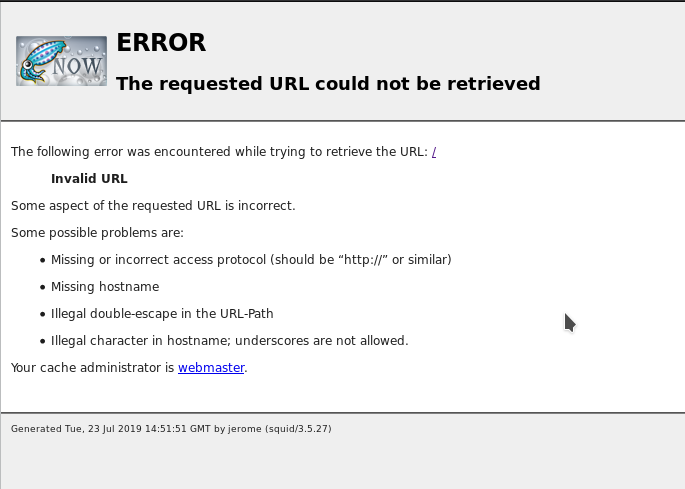 NOW
ERROR
The requested URL could not be retrieved
The following error was encountered while trying to retrieve the URL: /
Invalid URL
Some aspect of the requested URL is incorrect.
Some possible problems are:
• Missing or incorrect access protocol (should be “http://” or similar)
• Missing hostname
• Illegal double-escape in the URL-Path
• Illegal character in hostname; underscores are not allowed.
Your cache administrator is webmaster.
Generated Tue, 23 Jul 2019 14:51:51 GMT by jerome (squid/3.5.27)